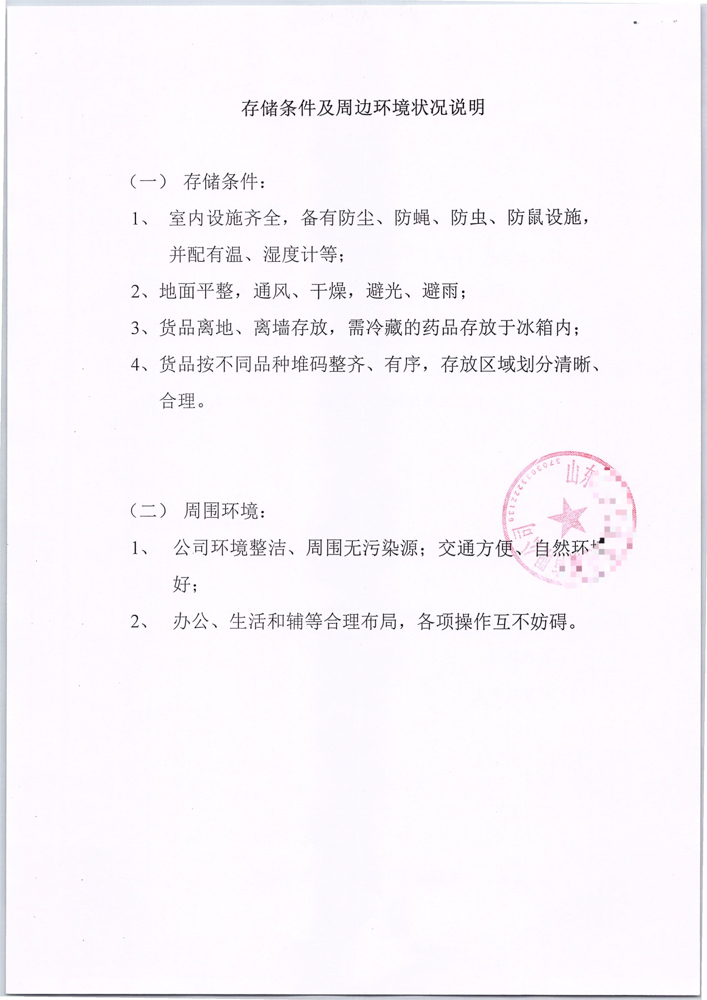 存储条件及周边环境状况说明
（一） 存储条件：
1、 室内设施齐全，备有防尘、防蝇、防虫、防鼠设施，
并配有温、湿度计等；
2、地面平整，通风、干燥，避光、避雨；
3、货品离地、离墙存放，需冷藏的药品存放于冰箱内；
4、货品按不同品种堆码整齐、有序，存放区域划分清晰、
合理。
山东
司
3703033222139
（二） 周围环境：
1、 公司环境整洁、周围无污染源；交通方便、自然环
好；
2、 办公、生活和辅等合理布局，各项操作互不妨碍。